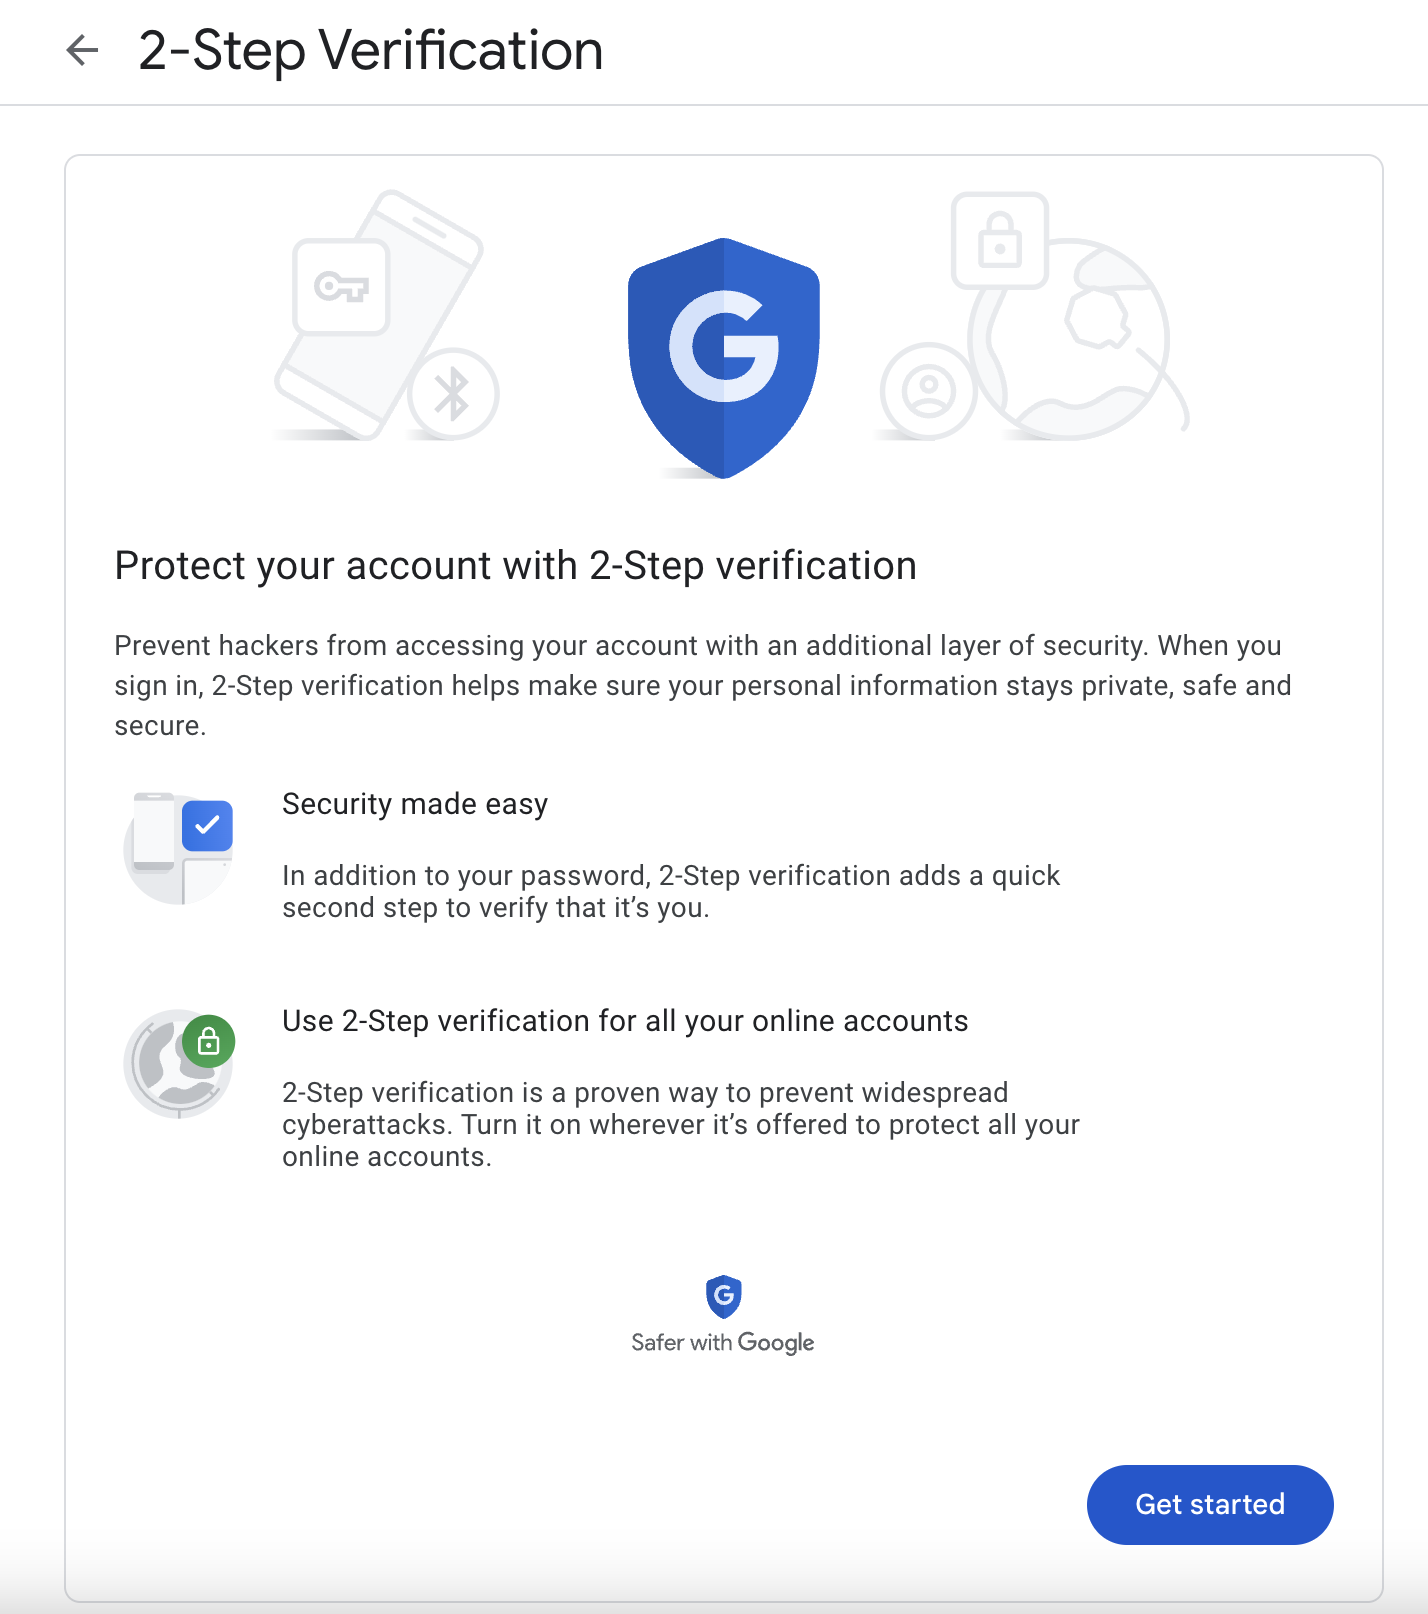 2-Step Verification
Protect your account with 2-Step verification
Prevent hackers from accessing your account with an additional layer of security. When you
sign in, 2-Step verification helps make sure your personal information stays private, safe and
secure.
Security made easy
In addition to your password, 2-Step verification adds a quick
second step to verify that it’s you.
Use 2-Step verification for all your online accounts
2-Step verification is a proven way to prevent widespread
cyberattacks. Turn it on wherever it’s offered to protect all your
online accounts.
Safer with Google
Get started